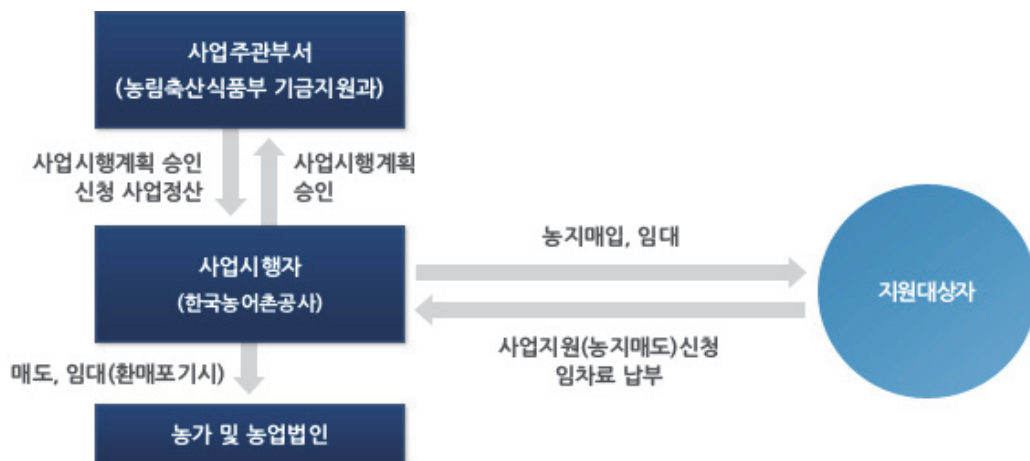 사업주관부서
(농림축산식품부 기금지원과)
사업시행계획 승인
신청 사업정산
사업시행계획
승인
사업시행자
(한국농어촌공사)
농지매입, 임대
지원대상자
사업지원(농지매도)신청
임차료 납부
매도, 임대(환매포기시)
농가 및 농업법인